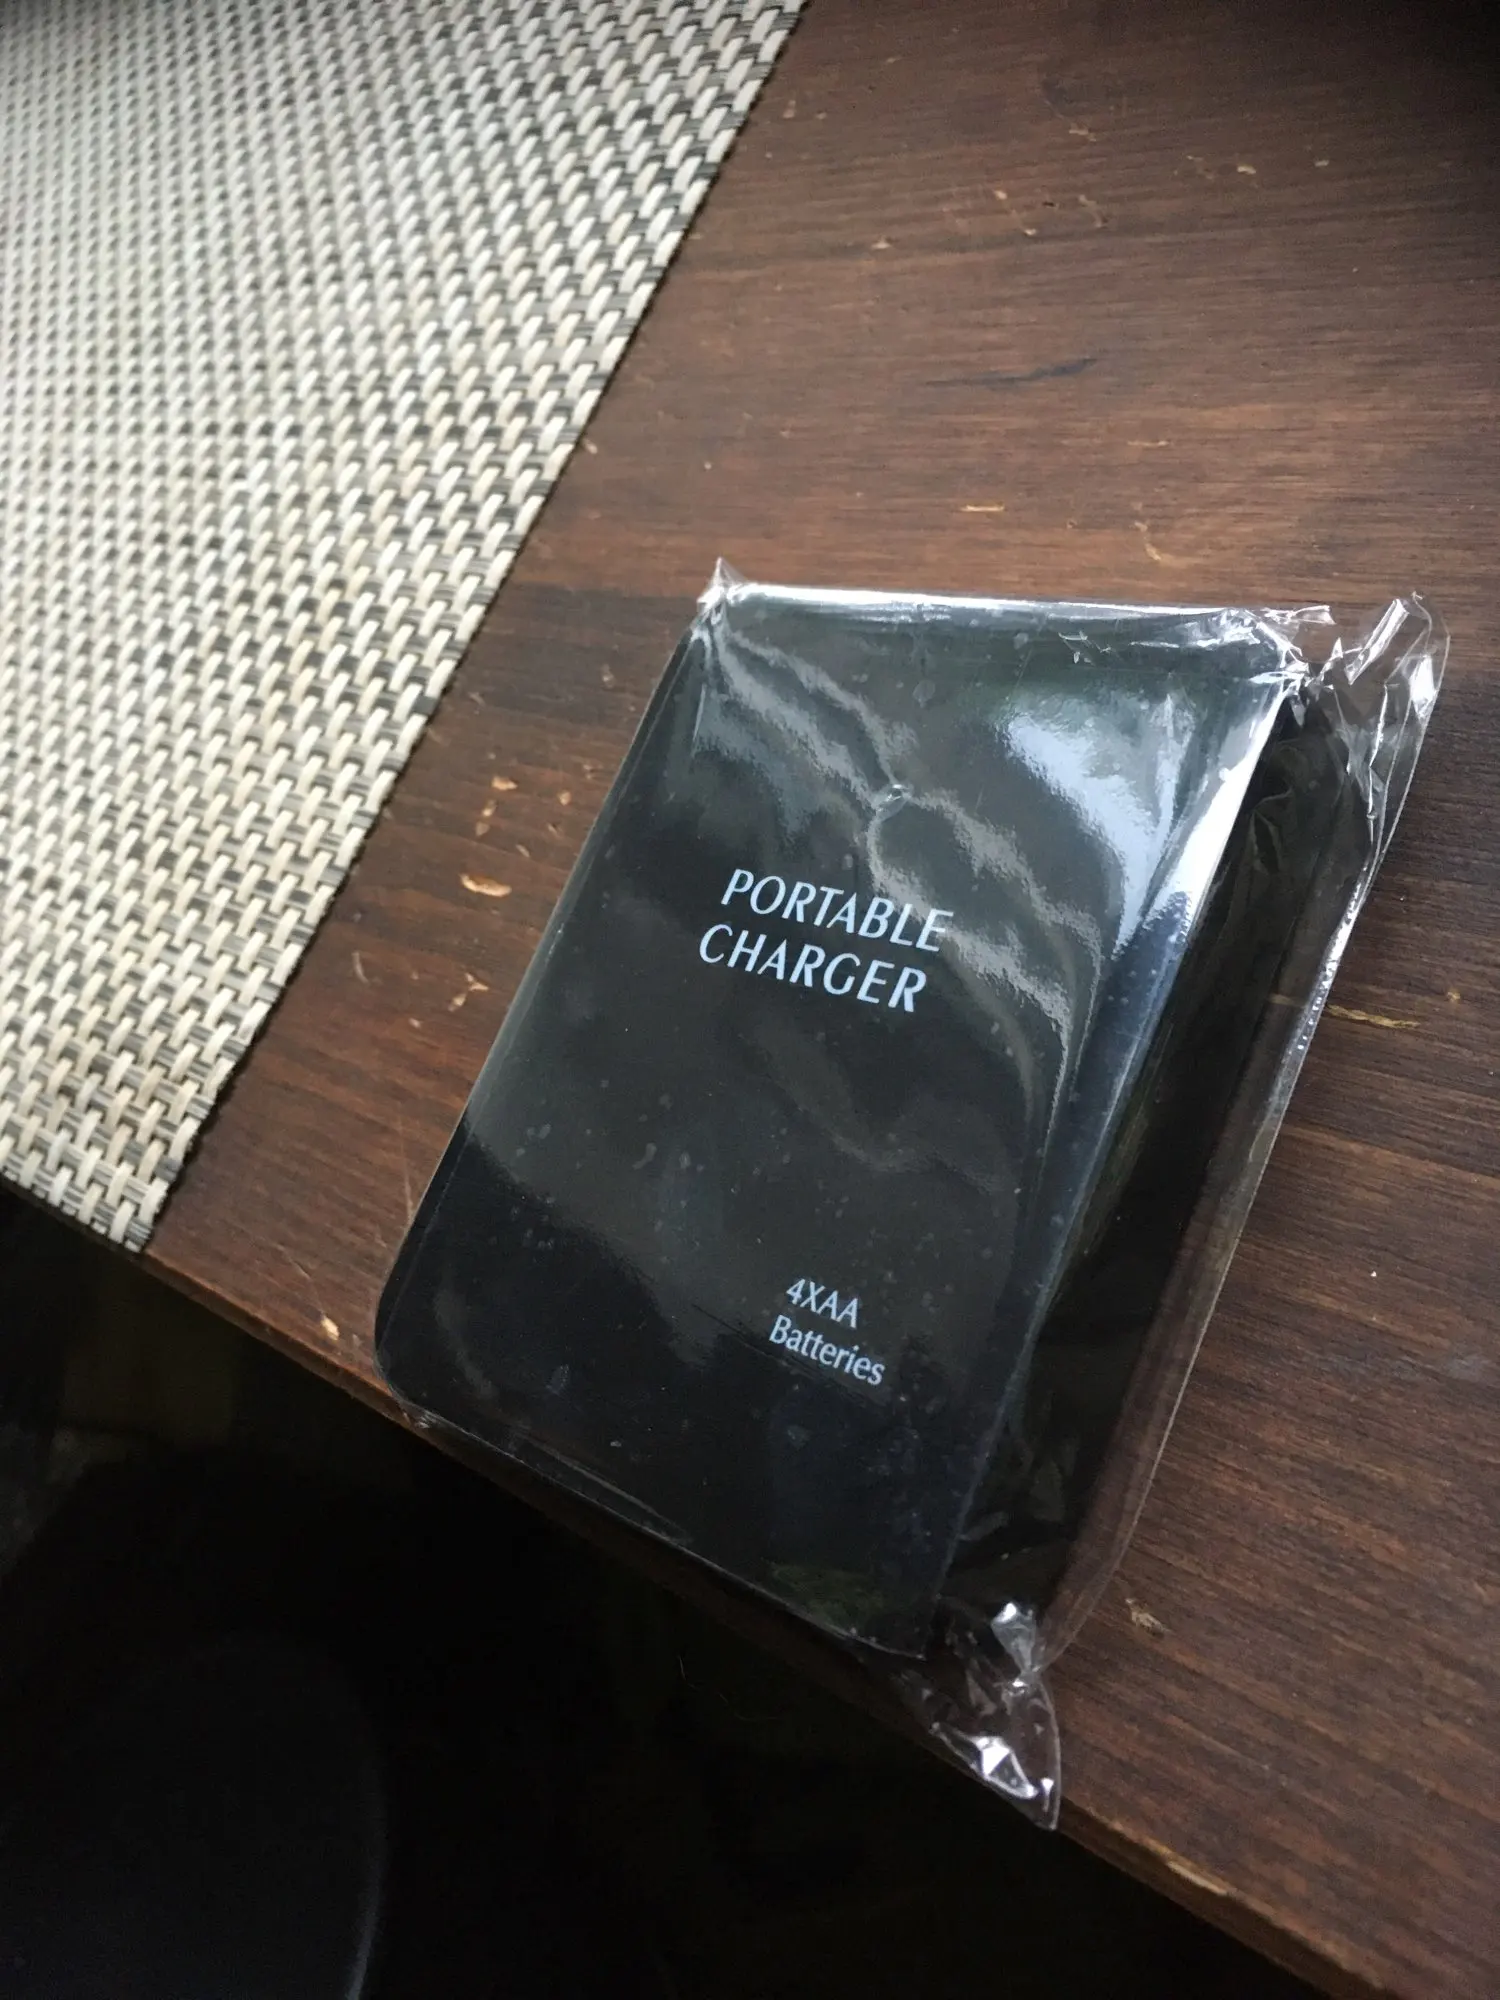 PORTABLE
CHARGER
4XAA
Batteries